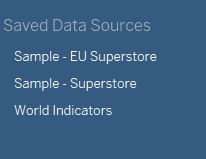 Saved Data Sources
Sample - EU Superstore
Sample - Superstore
World Indicators